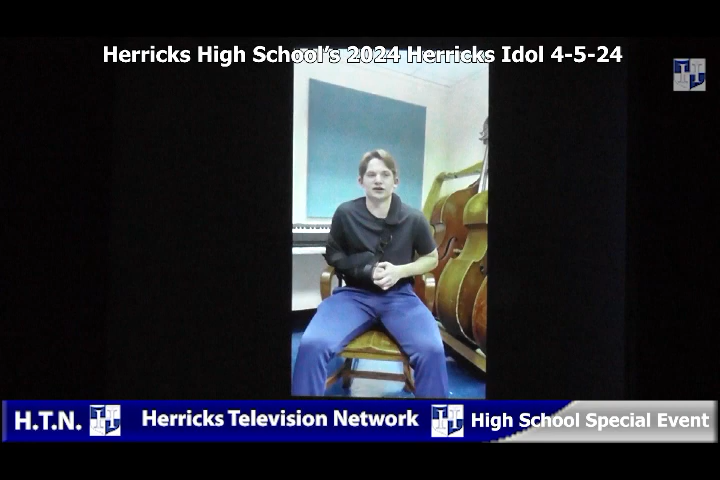 Herricks High School's 2024 Herricks Idol 4-5-24
H.T.N. Herricks Television Network High School Special Event